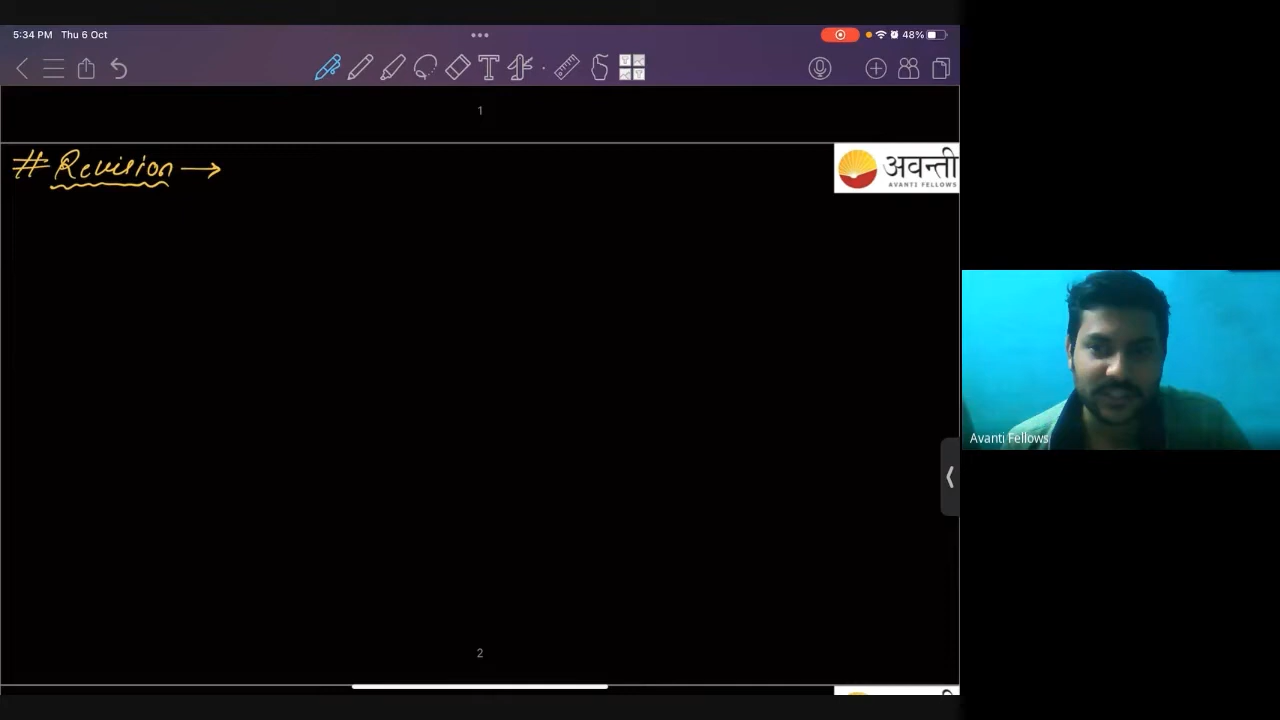 5:34 PM Thu 6 Oct
48%
1
# Revision →
अवन्ती
AVANTI FELLOWS
Avanti Fellows
2